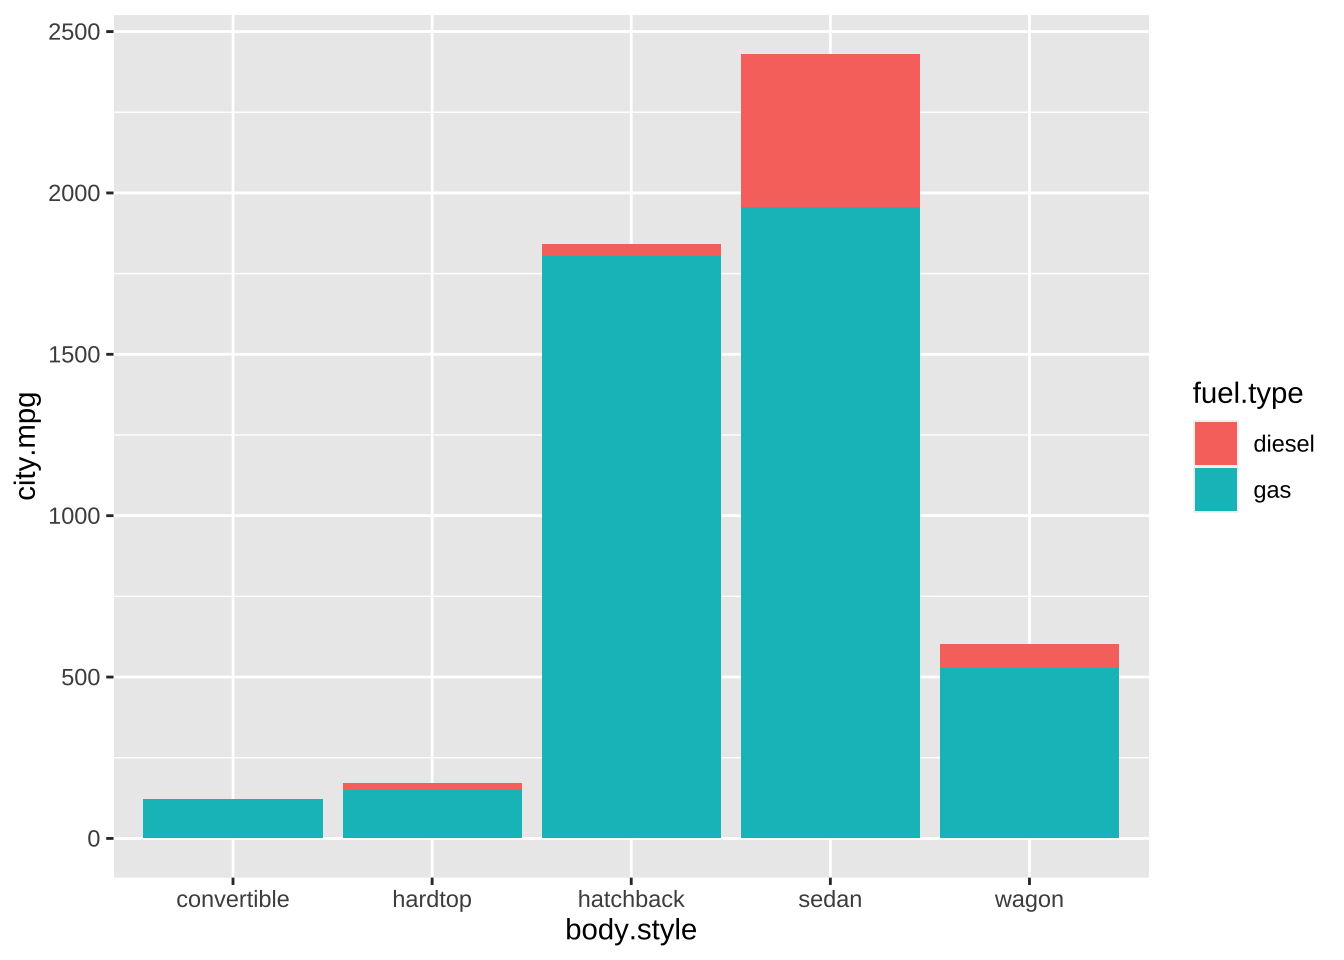 2500
2000
1500
1000
500
0
city.mpg
convertible hardtop hatchback sedan wagon
body.style
fuel.type
diesel
gas